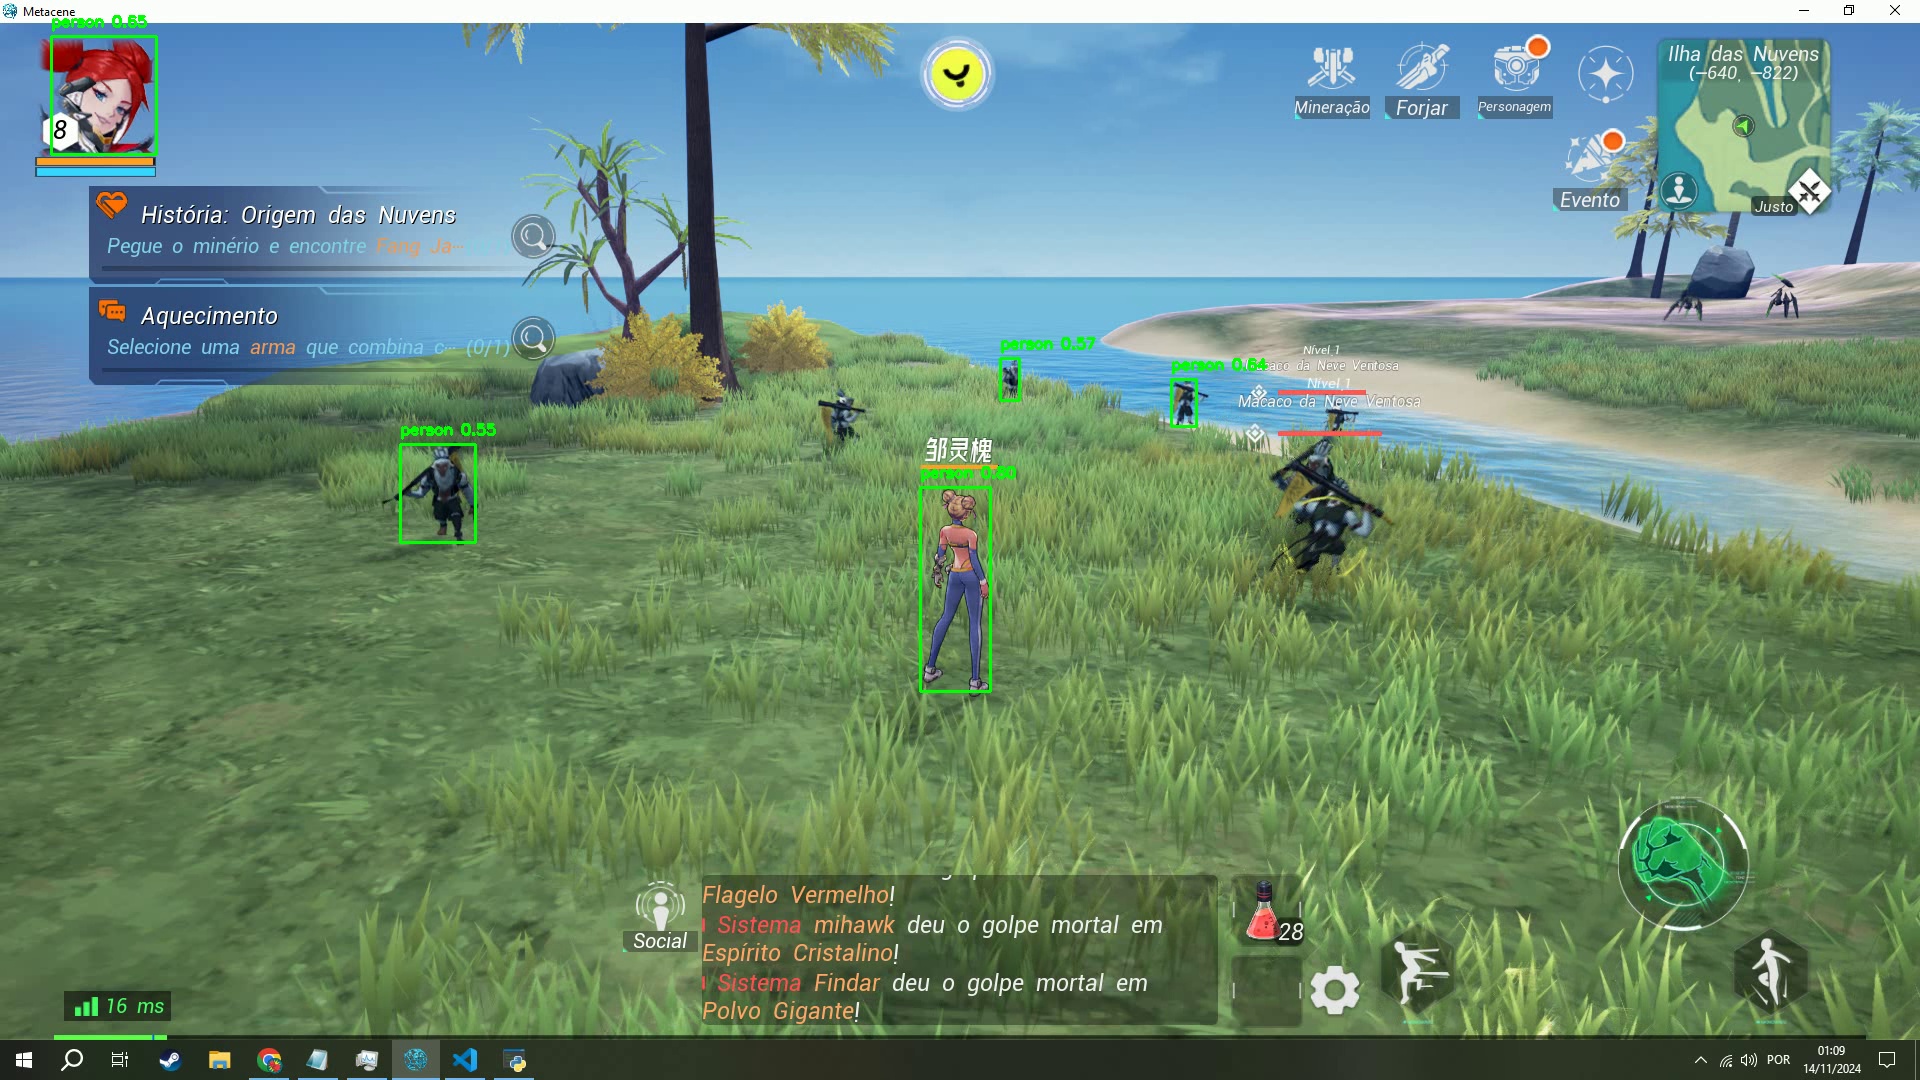 Metacene
person 0.65
8
História: Origem das Nuvens
Pegue o minério e encontre Fang Ja···
Aquecimento
Selecione uma arma que combina c··· (0/1)
Mineração
Forjar
Personagem
Evento
Ilha das Nuvens
(-640, -822)
Justo
person 0.57
person 0.64
Nível 1
Macaco da Neve Ventosa
Nível 1
Macaco da Neve Ventosa
person 0.55
邹灵槐
person
Social
Flagelo Vermelho!
Sistema mihawk deu o golpe mortal em
Espírito Cristalino!
Sistema Findar deu o golpe mortal em
Polvo Gigante!
28
16 ms
POR
01:09
14/11/2024